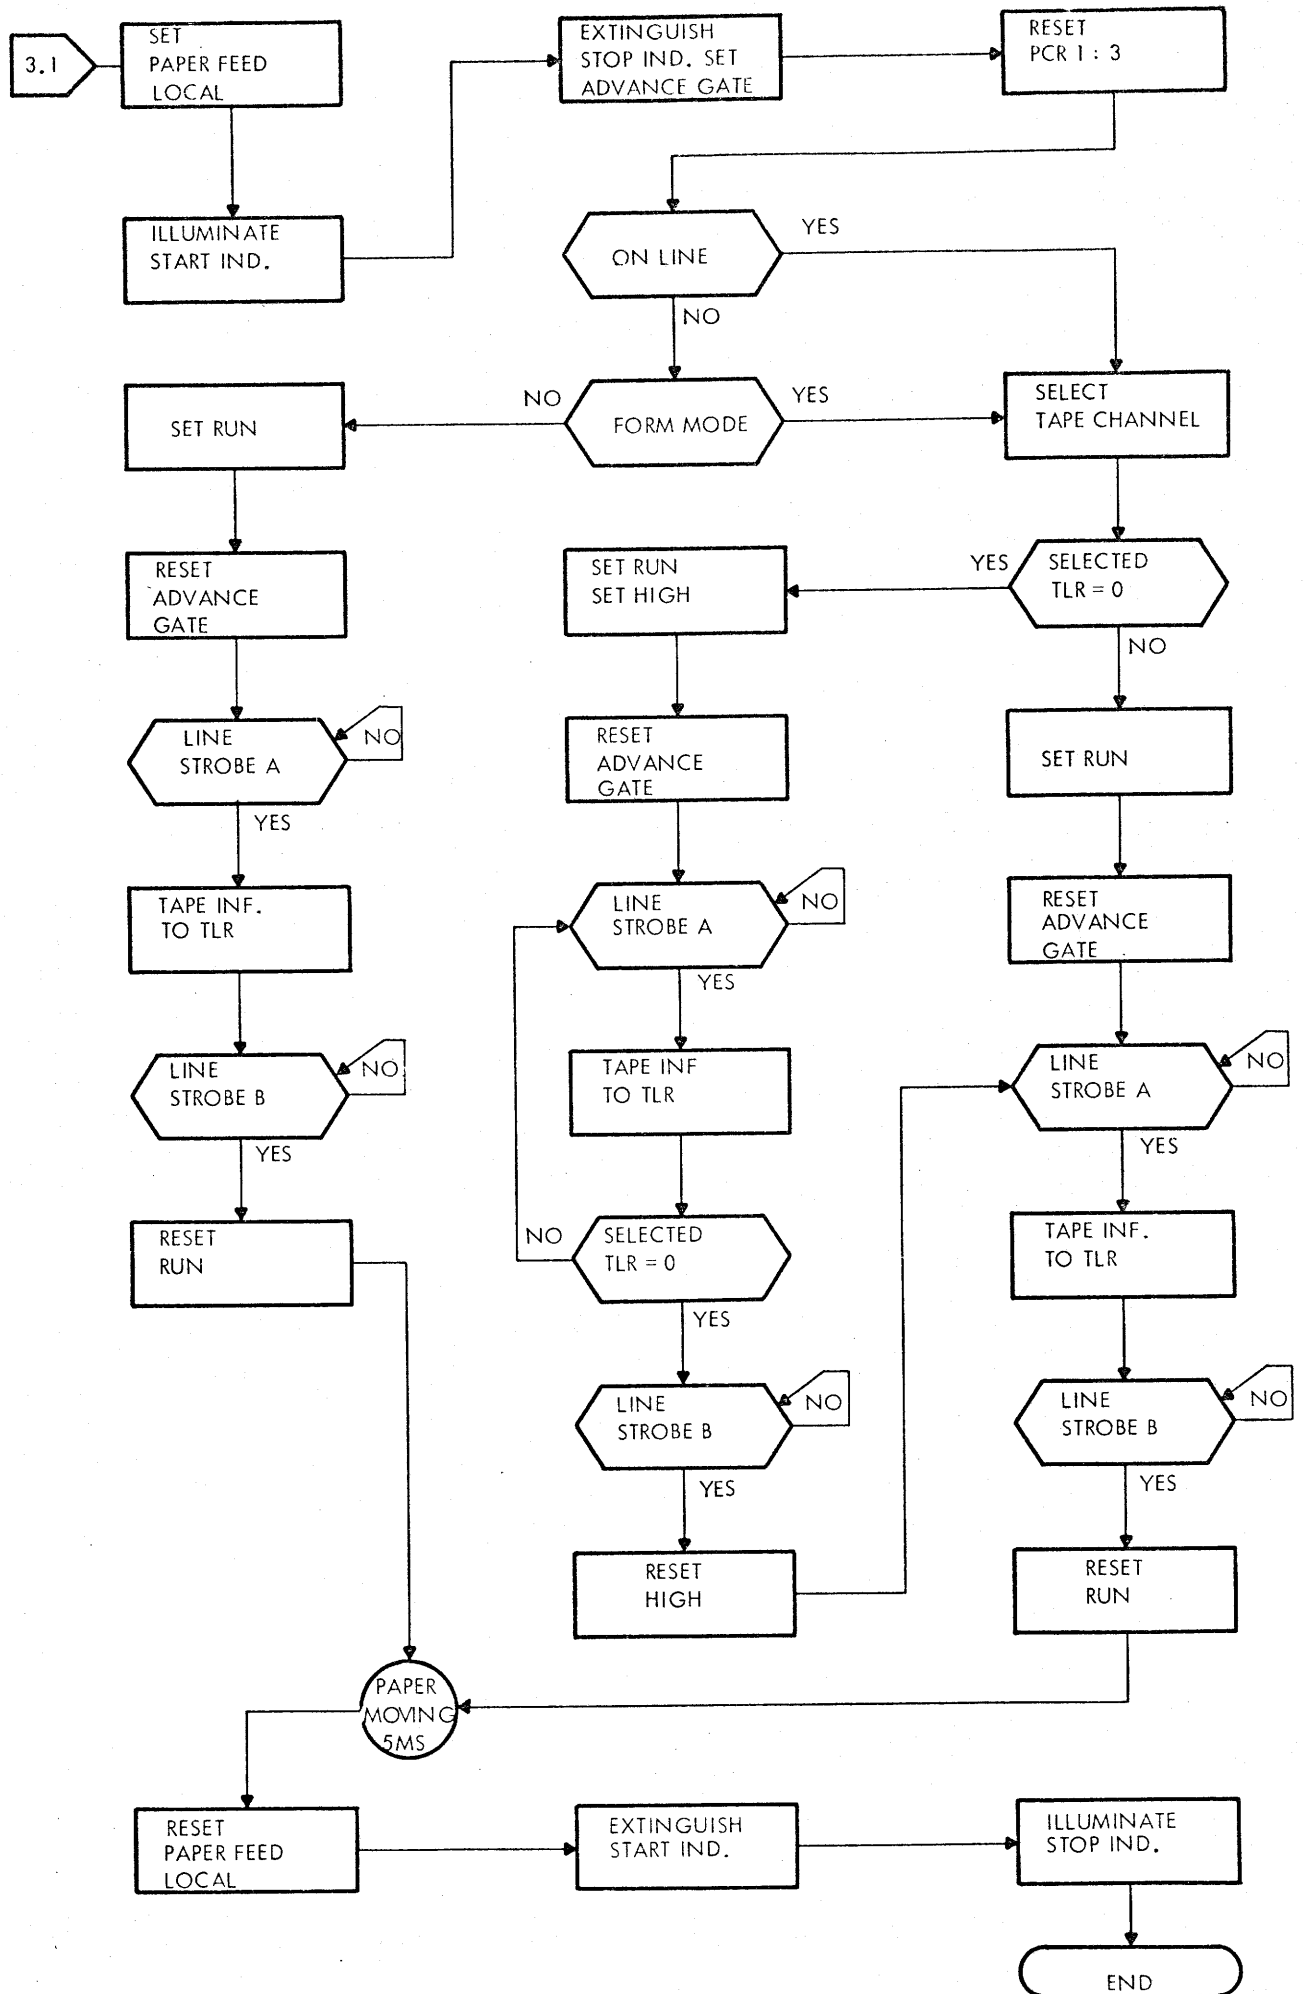 3.1
SET
PAPER FEED
LOCAL
EXTINGUISH
STOP IND. SET
ADVANCE GATE
RESET
PCR 1 : 3
ILLUMINATE
START IND.
ON LINE
YES
NO
SET RUN
NO
FORM MODE
YES
SELECT
TAPE CHANNEL
RESET
ADVANCE
GATE
SET RUN
SET HIGH
YES
SELECTED
TLR = 0
NO
LINE
STROBE A
NO
YES
RESET
ADVANCE
GATE
SET RUN
TAPE INF.
TO TLR
LINE
STROBE A
NO
YES
RESET
ADVANCE
GATE
LINE
STROBE B
NO
YES
TAPE INF
TO TLR
LINE
STROBE A
NO
YES
RESET
RUN
NO
SELECTED
TLR = 0
YES
TAPE INF.
TO TLR
LINE
STROBE B
NO
YES
LINE
STROBE B
NO
YES
RESET
HIGH
RESET
RUN
PAPER
MOVING
5MS
RESET
PAPER FEED
LOCAL
EXTINGUISH
START IND.
ILLUMINATE
STOP IND.
END